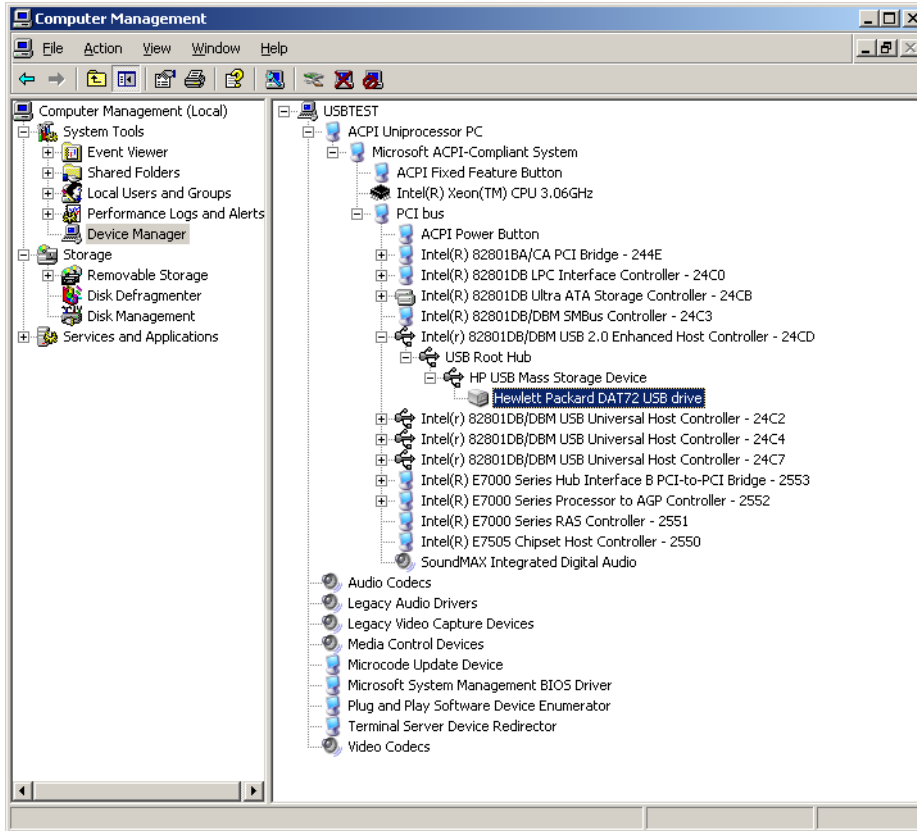 Computer Management
File Action View Window Help
Computer Management (Local)
System Tools
Event Viewer
Shared Folders
Local Users and Groups
Performance Logs and Alerts
Device Manager
Storage
Removable Storage
Disk Defragmenter
Disk Management
Services and Applications
USBTEST
ACPI Uniprocessor PC
Microsoft ACPI-Compliant System
ACPI Fixed Feature Button
Intel(R) Xeon(TM) CPU 3.06GHz
PCI bus
ACPI Power Button
Intel(R) 82801BA/CA PCI Bridge - 244E
Intel(R) 82801DB LPC Interface Controller - 24C0
Intel(R) 82801DB Ultra ATA Storage Controller - 24CB
Intel(R) 82801DB/DBM SMBus Controller - 24C3
Intel(r) 82801DB/DBM USB 2.0 Enhanced Host Controller - 24CD
USB Root Hub
HP USB Mass Storage Device
Hewlett Packard DAT72 USB drive
Intel(r) 82801DB/DBM USB Universal Host Controller - 24C2
Intel(r) 82801DB/DBM USB Universal Host Controller - 24C4
Intel(r) 82801DB/DBM USB Universal Host Controller - 24C7
Intel(R) E7000 Series Hub Interface B PCI-to-PCI Bridge - 2553
Intel(R) E7000 Series Processor to AGP Controller - 2552
Intel(R) E7000 Series RAS Controller - 2551
Intel(R) E7505 Chipset Host Controller - 2550
SoundMAX Integrated Digital Audio
Audio Codecs
Legacy Audio Drivers
Legacy Video Capture Devices
Media Control Devices
Microcode Update Device
Microsoft System Management BIOS Driver
Plug and Play Software Device Enumerator
Terminal Server Device Redirector
Video Codecs